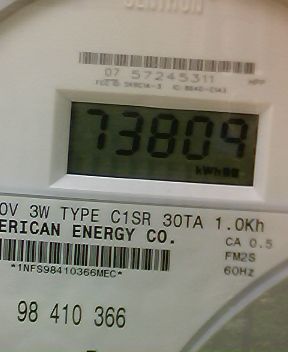 CENTRON
07 57245311
73809
kWh
0V 3W TYPE C1SR 30TA 1.0Kh
ERICAN ENERGY CO.
CA 0.5
FM2S
*1NFS98410366MEC*
60Hz
98 410 366